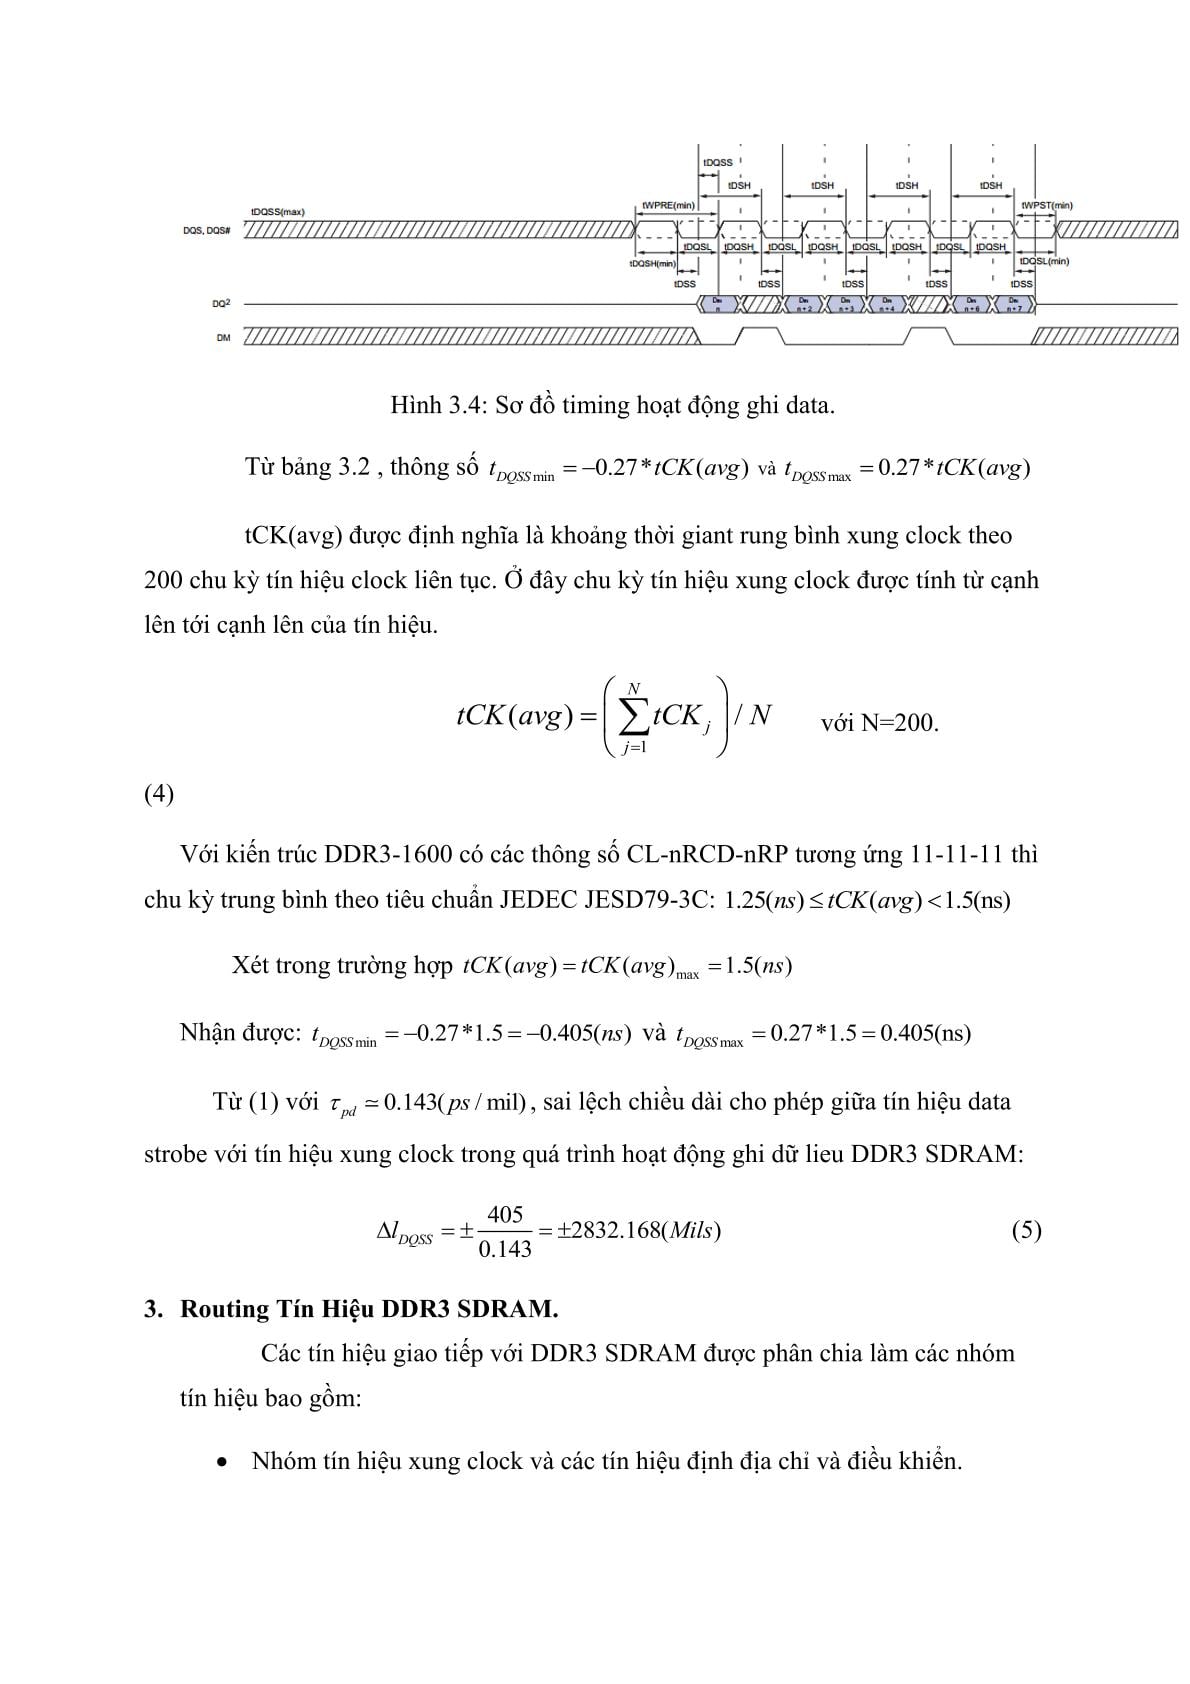 tDQSS
tDSH tDSH tDSH tDSH
tDQSS(max) tWPRE(min) tWPST(min)
DQS, DQS#
tDQSL tDQSH tDQSL tDQSH tDQSL tDQSH tDQSL tDQSH
tDQSH(min) tDQSL(min)
tDSS tDSS tDSS tDSS tDSS
DQ2 Din n Din n + 2 Din n + 3 Din n + 4 Din n + 6 Din n + 7
DM
Hình 3.4: Sơ đồ timing hoạt động ghi data.
Từ bảng 3.2 , thông số t_{DQSS min} = −0.27 * tCK(avg) và t_{DQSS max} = 0.27 * tCK(avg)
tCK(avg) được định nghĩa là khoảng thời giant rung bình xung clock theo
200 chu kỳ tín hiệu clock liên tục. Ở đây chu kỳ tín hiệu xung clock được tính từ cạnh
lên tới cạnh lên của tín hiệu.
tCK(avg) = ( ∑_{j=1}^{N} tCK_j ) / N với N=200.
(4)
Với kiến trúc DDR3-1600 có các thông số CL-nRCD-nRP tương ứng 11-11-11 thì
chu kỳ trung bình theo tiêu chuẩn JEDEC JESD79-3C: 1.25(ns) ≤ tCK(avg) < 1.5(ns)
Xét trong trường hợp tCK(avg) = tCK(avg)_{max} = 1.5(ns)
Nhận được: t_{DQSS min} = −0.27 * 1.5 = −0.405(ns) và t_{DQSS max} = 0.27 * 1.5 = 0.405(ns)
Từ (1) với τ_{pd} ≃ 0.143(ps / mil) , sai lệch chiều dài cho phép giữa tín hiệu data
strobe với tín hiệu xung clock trong quá trình hoạt động ghi dữ lieu DDR3 SDRAM:
Δl_{DQSS} = ± 405 / 0.143 = ±2832.168(Mils) (5)
3. Routing Tín Hiệu DDR3 SDRAM.
Các tín hiệu giao tiếp với DDR3 SDRAM được phân chia làm các nhóm
tín hiệu bao gồm:
• Nhóm tín hiệu xung clock và các tín hiệu định địa chỉ và điều khiển.